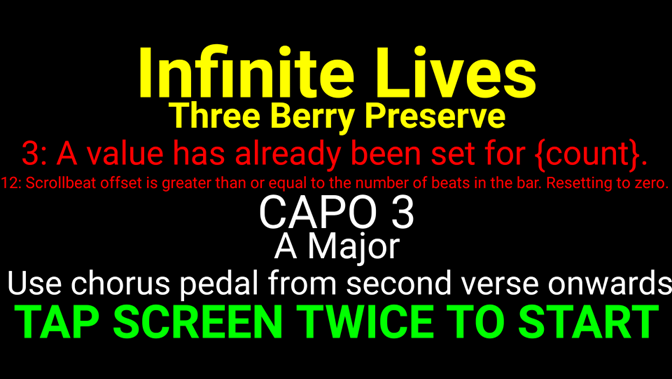 Infinite Lives
Three Berry Preserve
3: A value has already been set for {count}.
12: Scrollbeat offset is greater than or equal to the number of beats in the bar. Resetting to zero.
CAPO 3
A Major
Use chorus pedal from second verse onwards
TAP SCREEN TWICE TO START